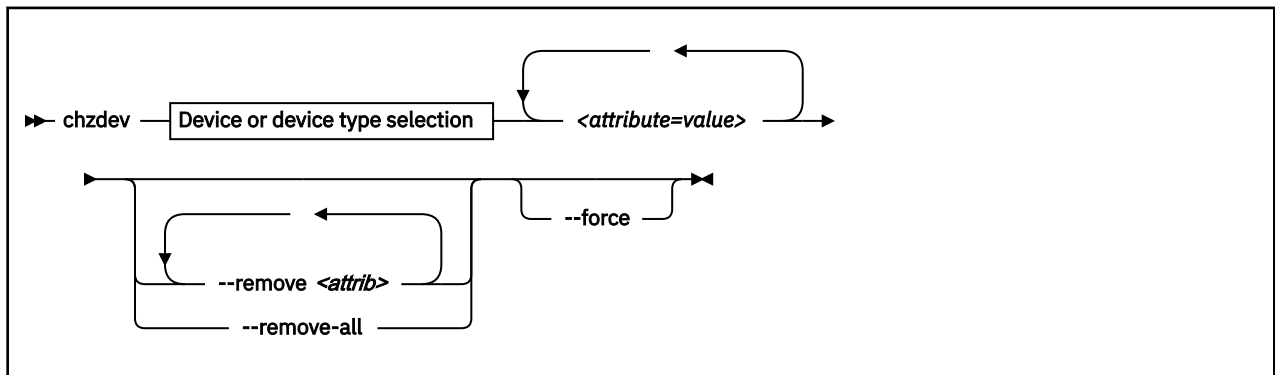 chzdev Device or device type selection <attribute=value>
--force
--remove <attrib>
--remove-all